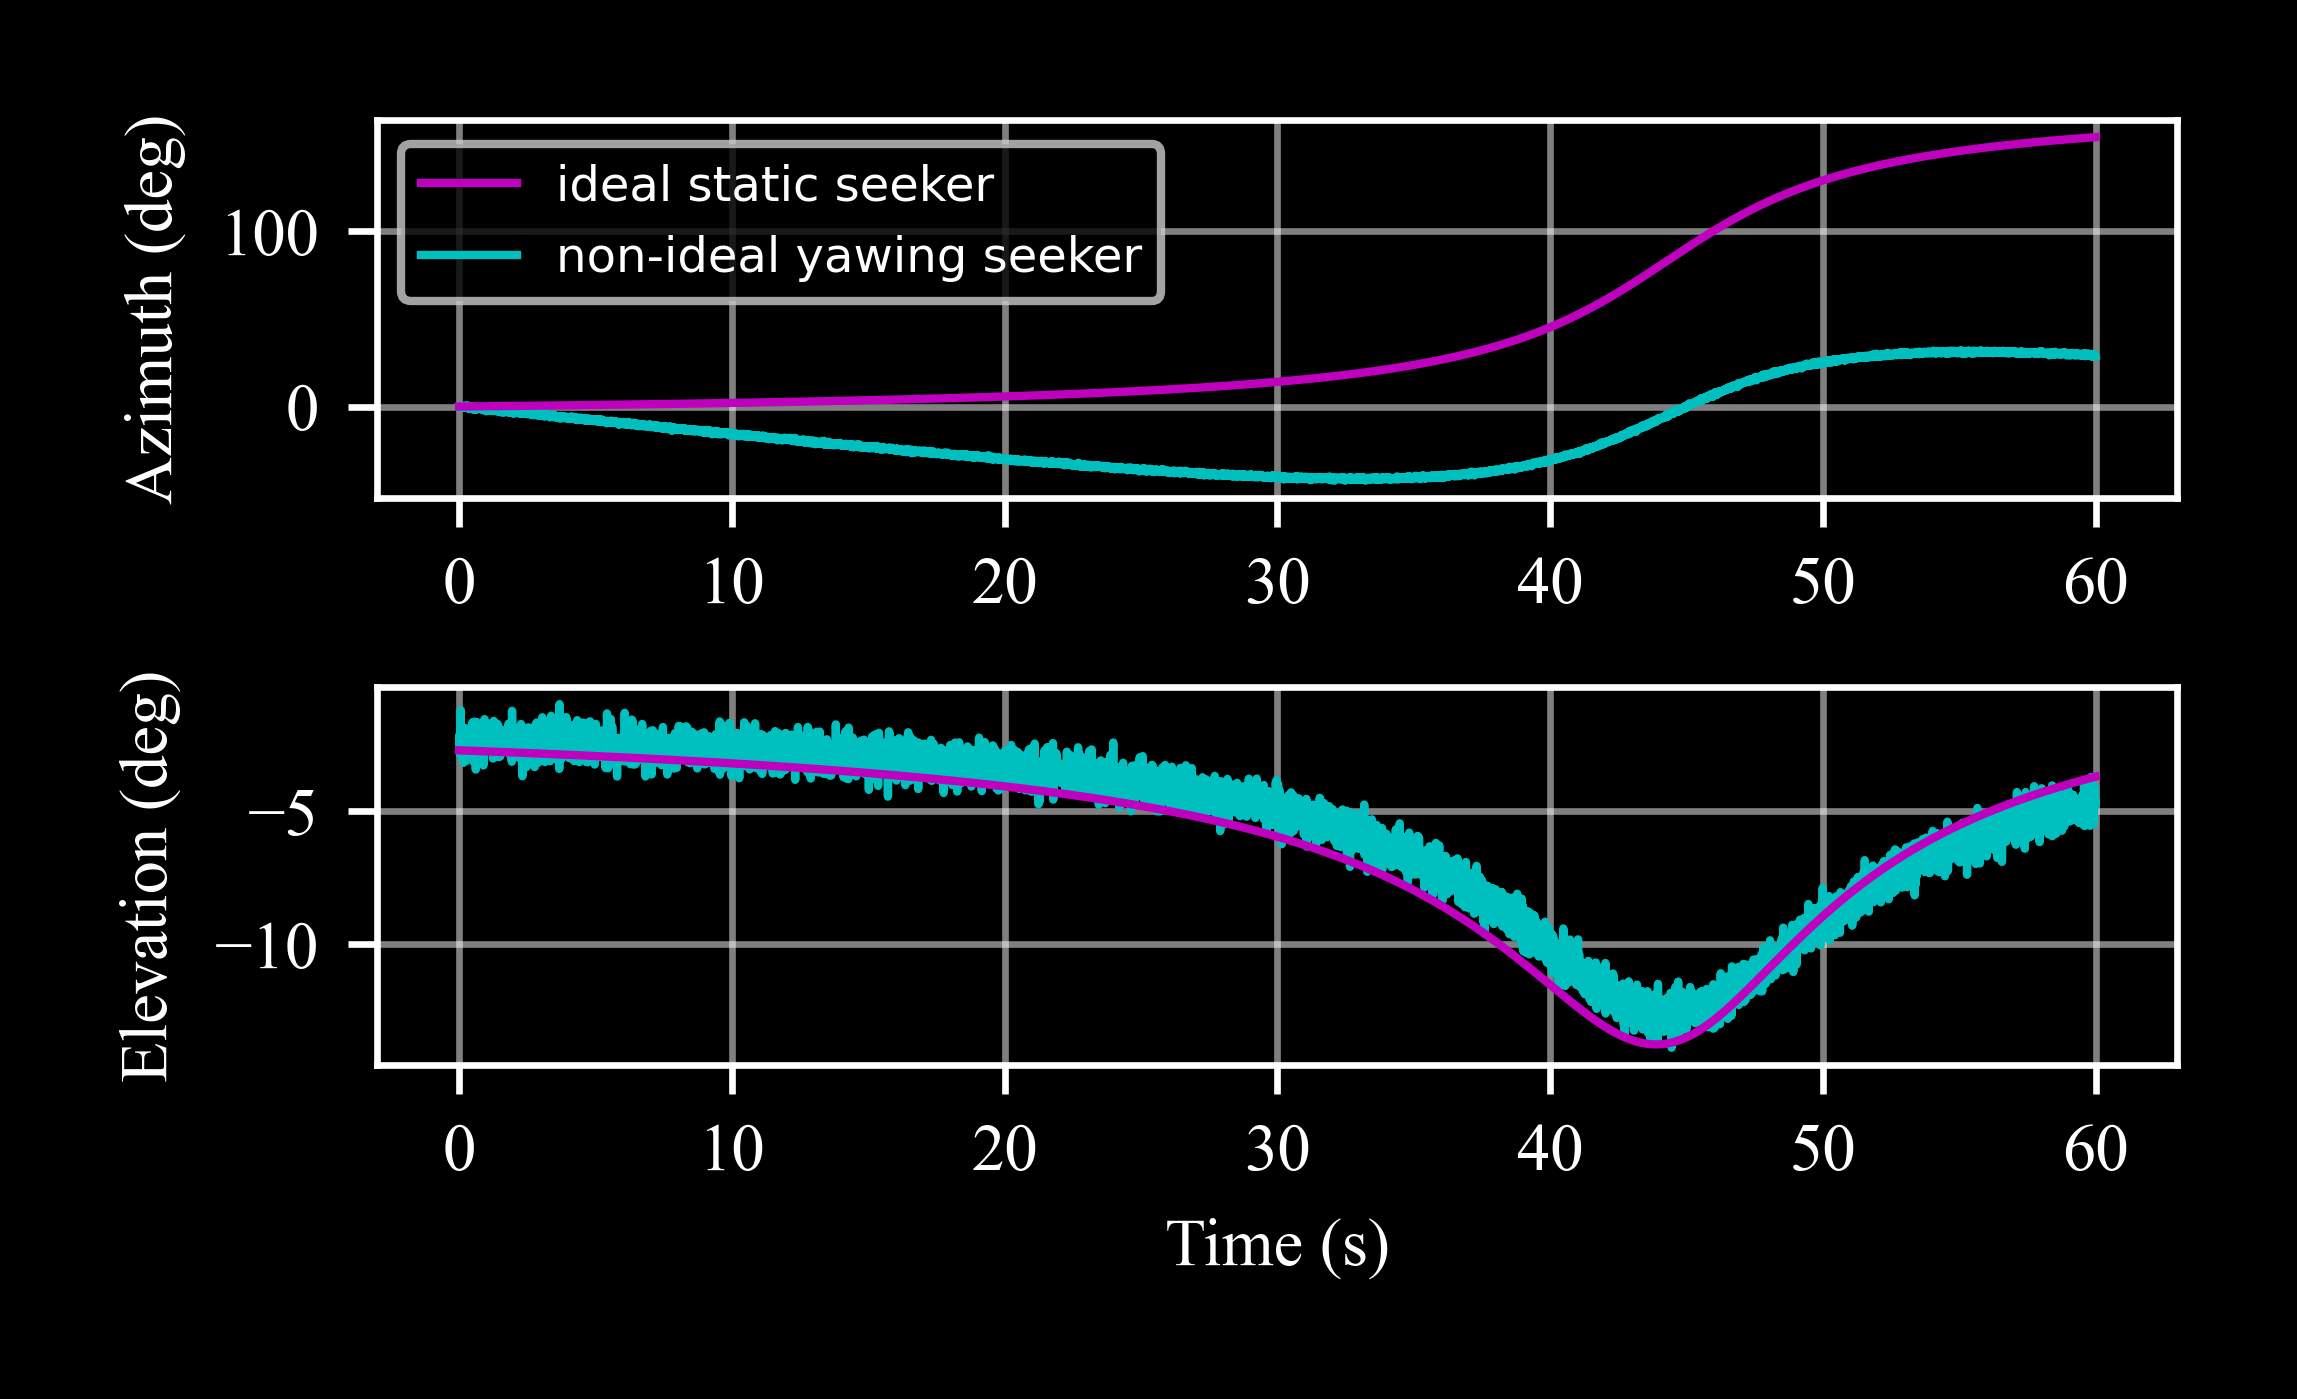 Azimuth (deg)
ideal static seeker
non-ideal yawing seeker
100
0
0 10 20 30 40 50 60
Elevation (deg)
−5
−10
0 10 20 30 40 50 60
Time (s)